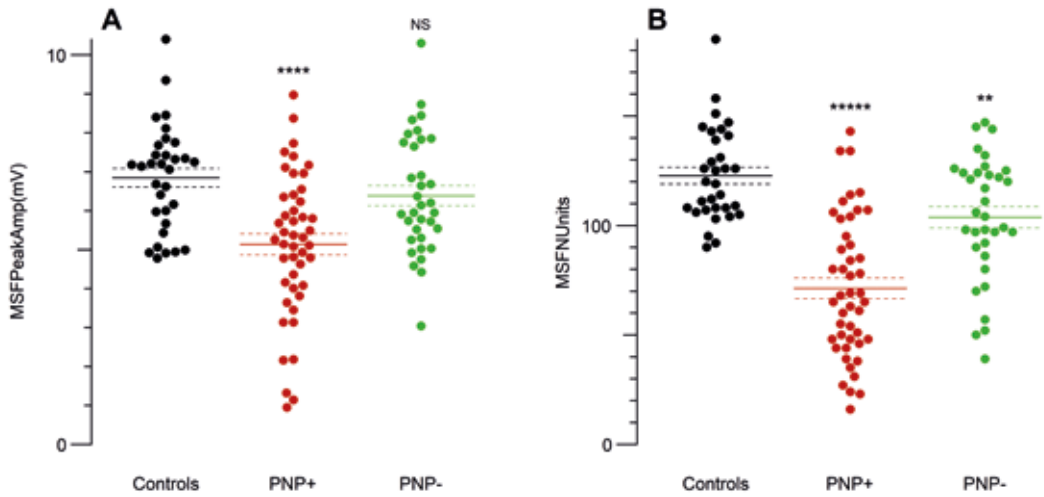 A
B
NS
10
****
*****
**
MSFPeakAmp(mV)
MSFNUnits
100
0
0
Controls
PNP+
PNP-
Controls
PNP+
PNP-